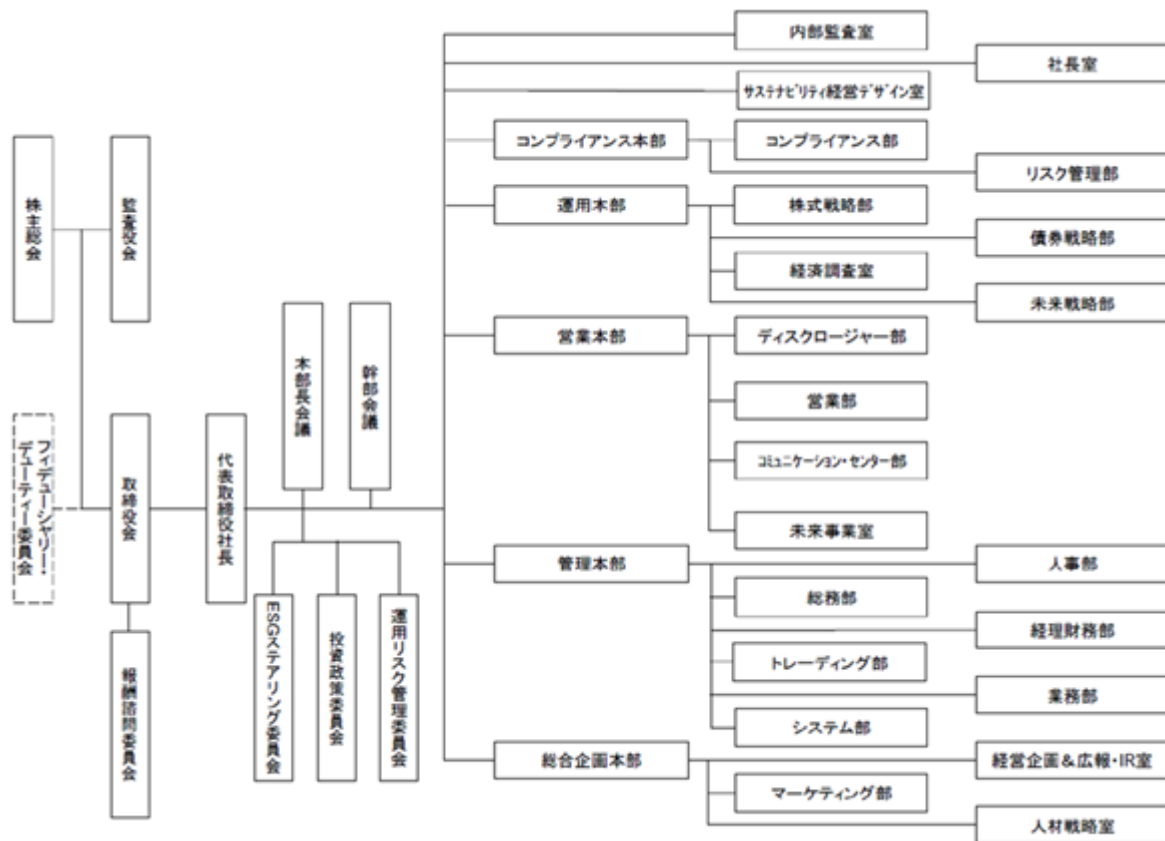 内部監査室
社長室
サステナビリティ経営デザイン室
コンプライアンス本部
コンプライアンス部
リスク管理部
運用本部
株式戦略部
債券戦略部
経済調査室
未来戦略部
営業本部
ディスクロージャー部
営業部
コミュニケーション・センター部
未来事業室
管理本部
人事部
総務部
経理財務部
トレーディング部
業務部
システム部
総合企画本部
経営企画&広報・IR室
マーケティング部
人材戦略室
株主総会
監査役会
フィデューシャリー・
デューティー委員会
取締役会
報酬諮問委員会
代表取締役社長
本部長会議
幹部会議
ESGステアリング委員会
投資政策委員会
運用リスク管理委員会